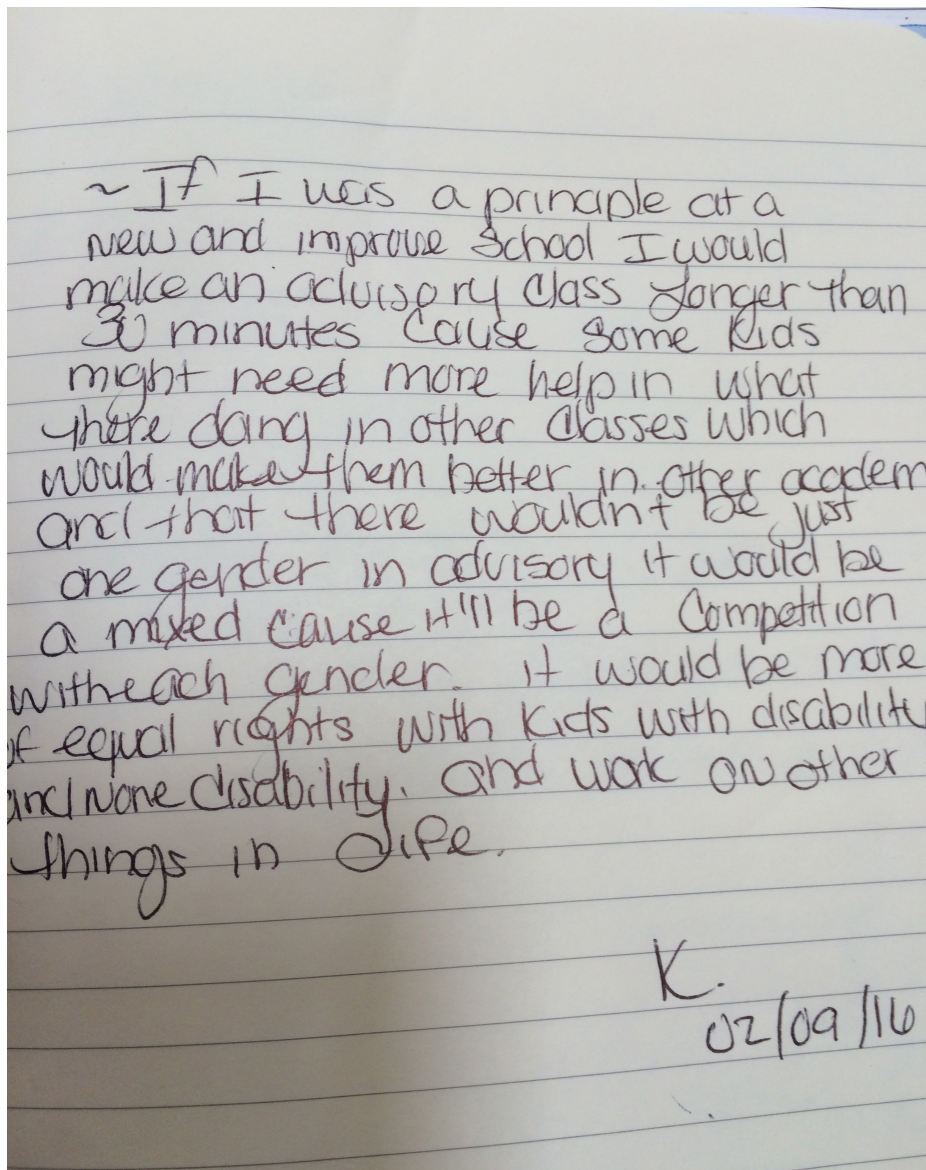 ~ If I was a principle at a
New and improve School I would
make an advisory class longer than
30 minutes cause some kids
might need more help in what
there doing in other classes which
would make them better in other academ
and that there wouldn't be just
one gender in advisory it would be
a mixed cause it'll be a Competition
with each gender. it would be more
of eequal rights with kids with disabilite
and None disability. and work on other
things in life.
K.
02/09/16